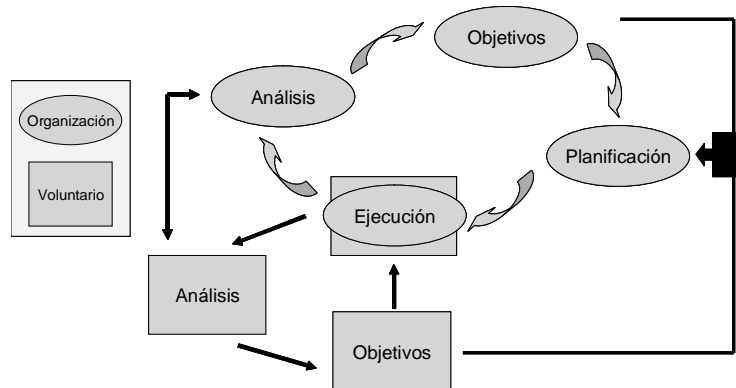 Objetivos
Análisis
Organización
Planificación
Voluntario
Ejecución
Análisis
Objetivos